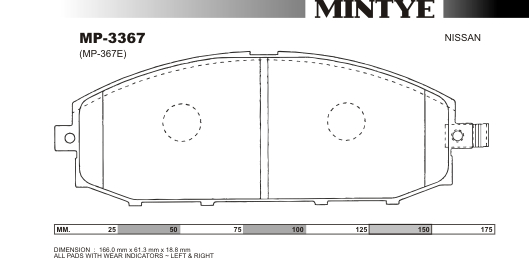 MINTYE
MP-3367
(MP-367E)
NISSAN
MM. 25 50 75 100 125 150 175
DIMENSION : 166.0 mm x 61.3 mm x 18.8 mm
ALL PADS WITH WEAR INDICATORS ~ LEFT & RIGHT